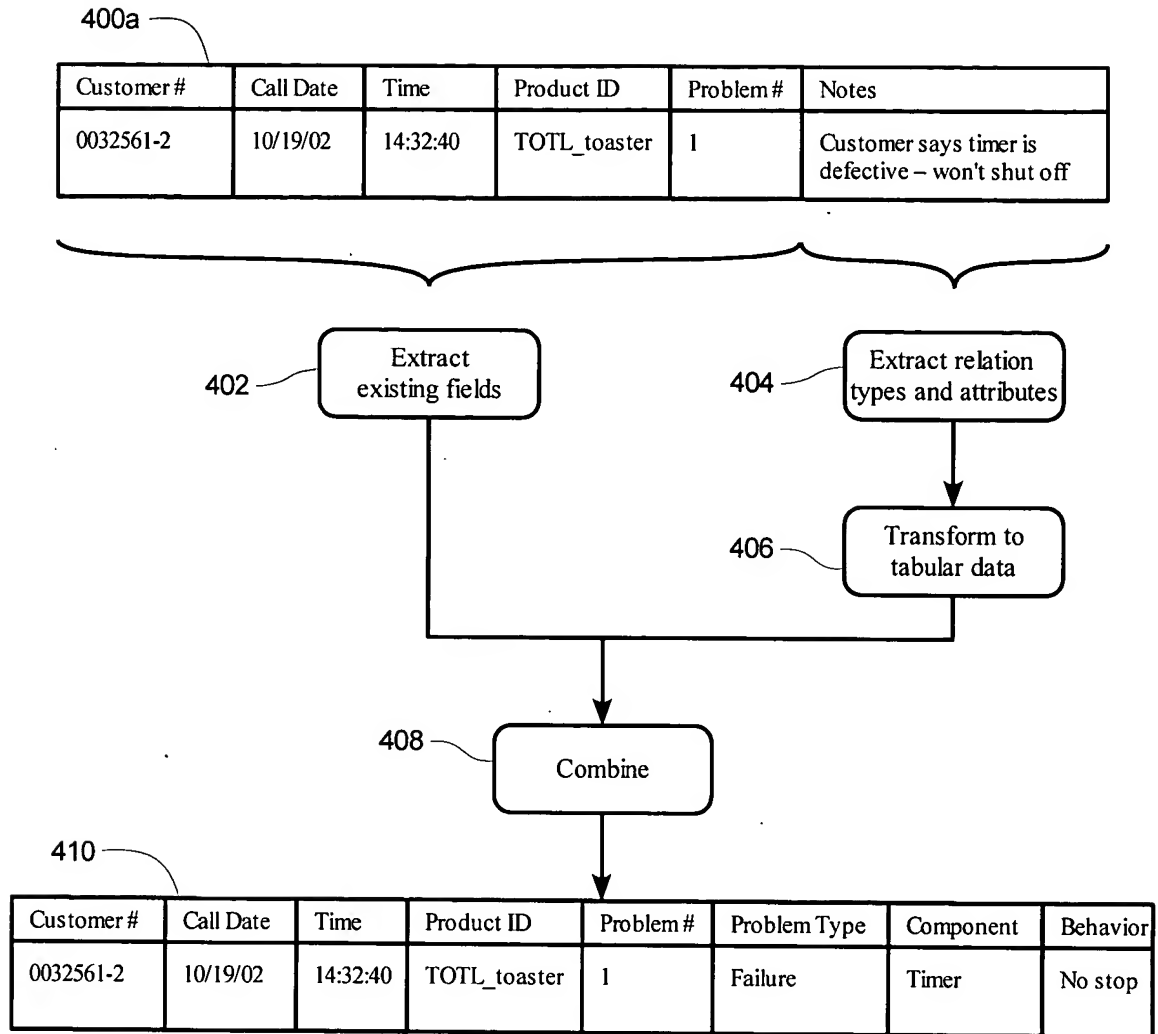 400a
Customer # Call Date Time Product ID Problem # Notes
0032561-2 10/19/02 14:32:40 TOTL_toaster 1 Customer says timer is
defective – won't shut off
402
Extract
existing fields
404
Extract relation
types and attributes
406
Transform to
tabular data
408
Combine
410
Customer # Call Date Time Product ID Problem # Problem Type Component Behavior
0032561-2 10/19/02 14:32:40 TOTL_toaster 1 Failure Timer No stop